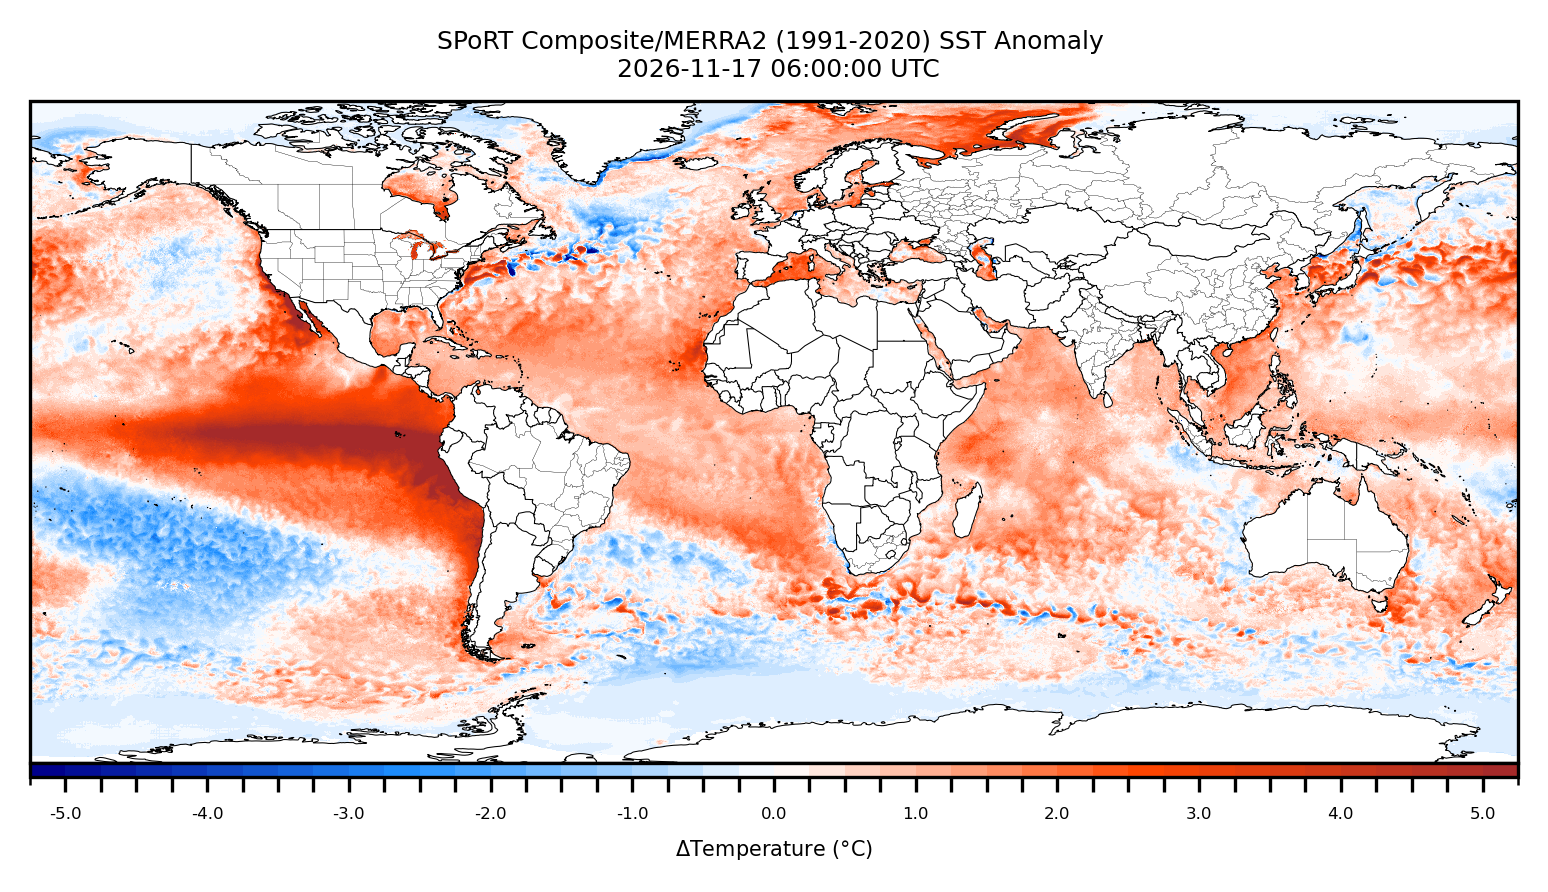 SPoRT Composite/MERRA2 (1991-2020) SST Anomaly
2026-11-17 06:00:00 UTC
-5.0 -4.0 -3.0 -2.0 -1.0 0.0 1.0 2.0 3.0 4.0 5.0
ΔTemperature (°C)